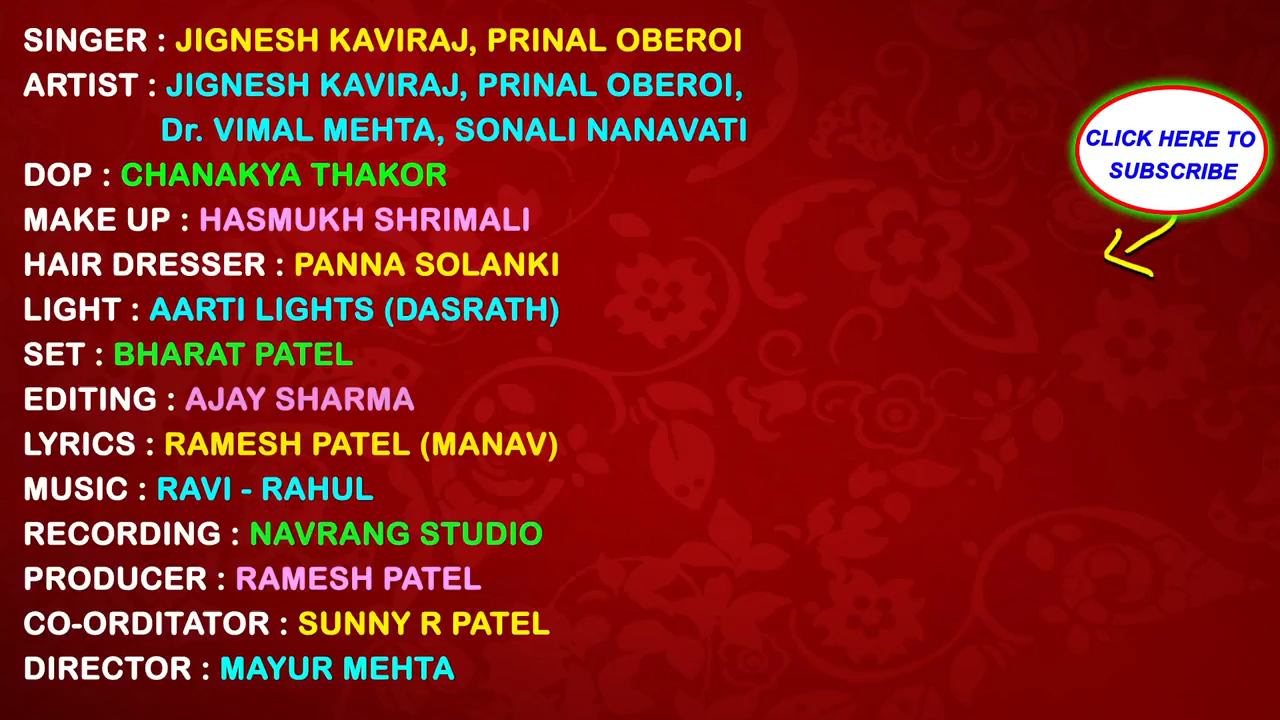 SINGER : JIGNESH KAVIRAJ, PRINAL OBEROI
ARTIST : JIGNESH KAVIRAJ, PRINAL OBEROI,
Dr. VIMAL MEHTA, SONALI NANAVATI
DOP : CHANAKYA THAKOR
MAKE UP : HASMUKH SHRIMALI
HAIR DRESSER : PANNA SOLANKI
LIGHT : AARTI LIGHTS (DASRATH)
SET : BHARAT PATEL
EDITING : AJAY SHARMA
LYRICS : RAMESH PATEL (MANAV)
MUSIC : RAVI - RAHUL
RECORDING : NAVRANG STUDIO
PRODUCER : RAMESH PATEL
CO-ORDITATOR : SUNNY R PATEL
DIRECTOR : MAYUR MEHTA
CLICK HERE TO
SUBSCRIBE